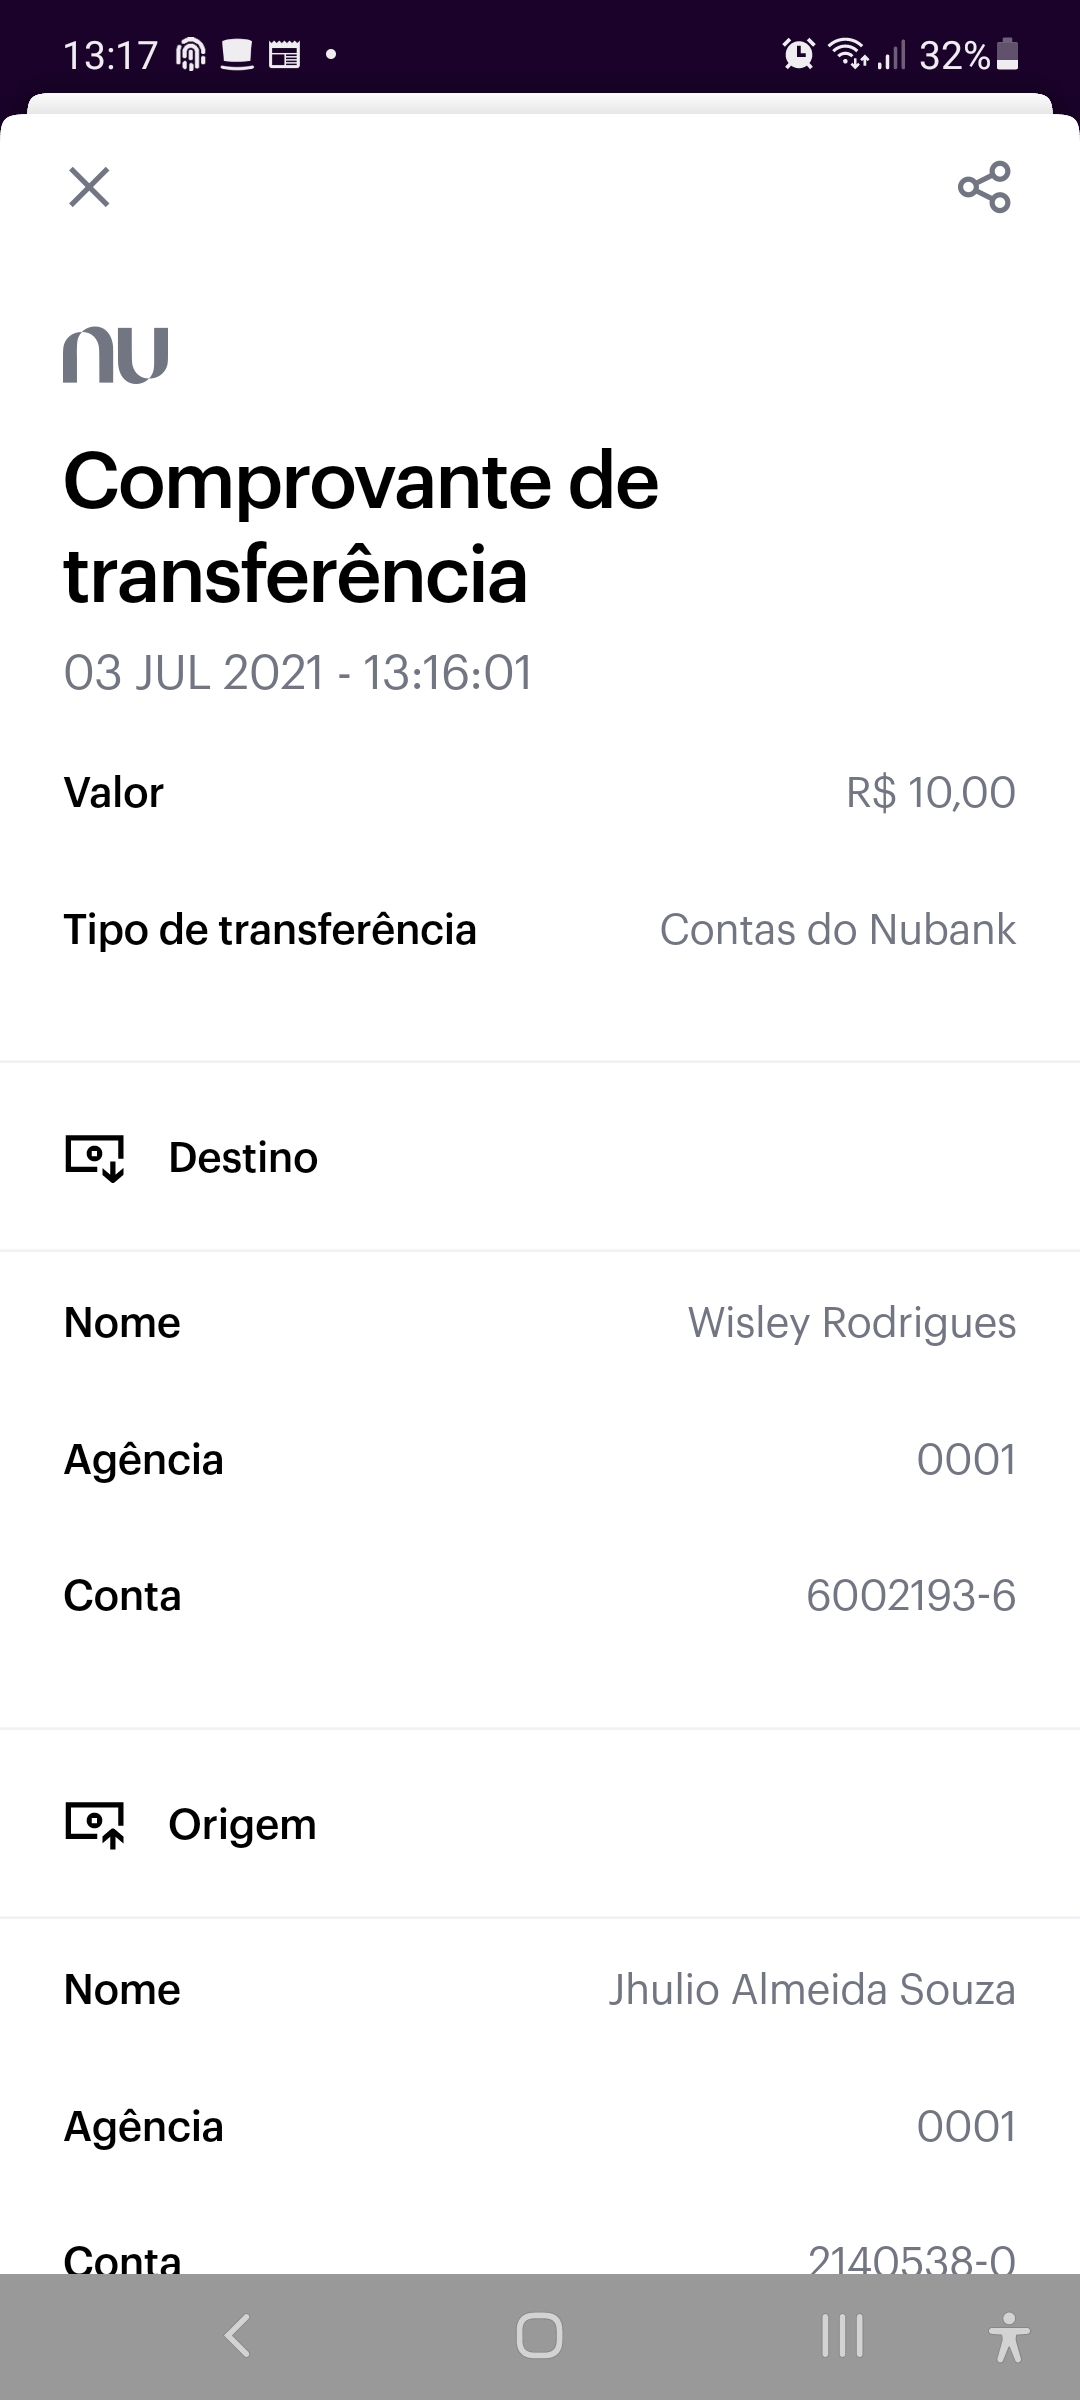 13:17
32%
nu
Comprovante de
transferência
03 JUL 2021 - 13:16:01
Valor R$ 10,00
Tipo de transferência Contas do Nubank
Destino
Nome Wisley Rodrigues
Agência 0001
Conta 6002193-6
Origem
Nome Jhulio Almeida Souza
Agência 0001
Conta 2140538-0